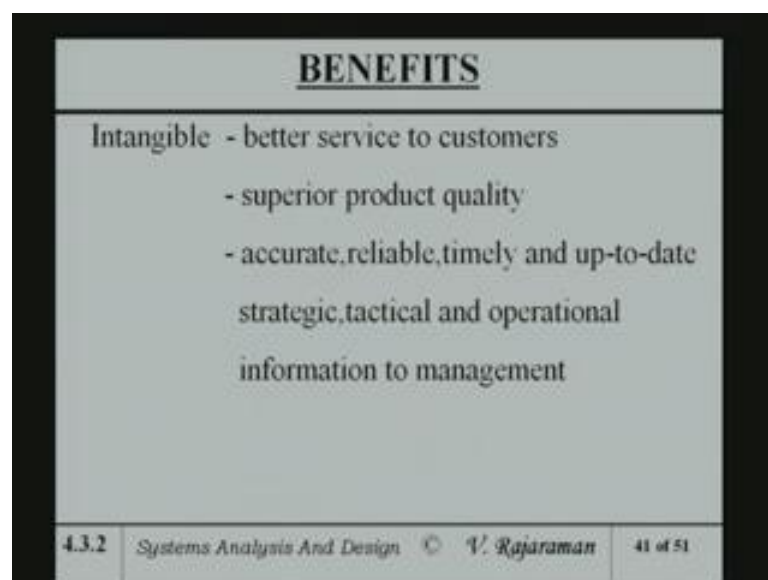 BENEFITS
Intangible - better service to customers
- superior product quality
- accurate,reliable,timely and up-to-date
strategic,tactical and operational
information to management
4.3.2 Systems Analysis And Design © V. Rajaraman 41 of 51